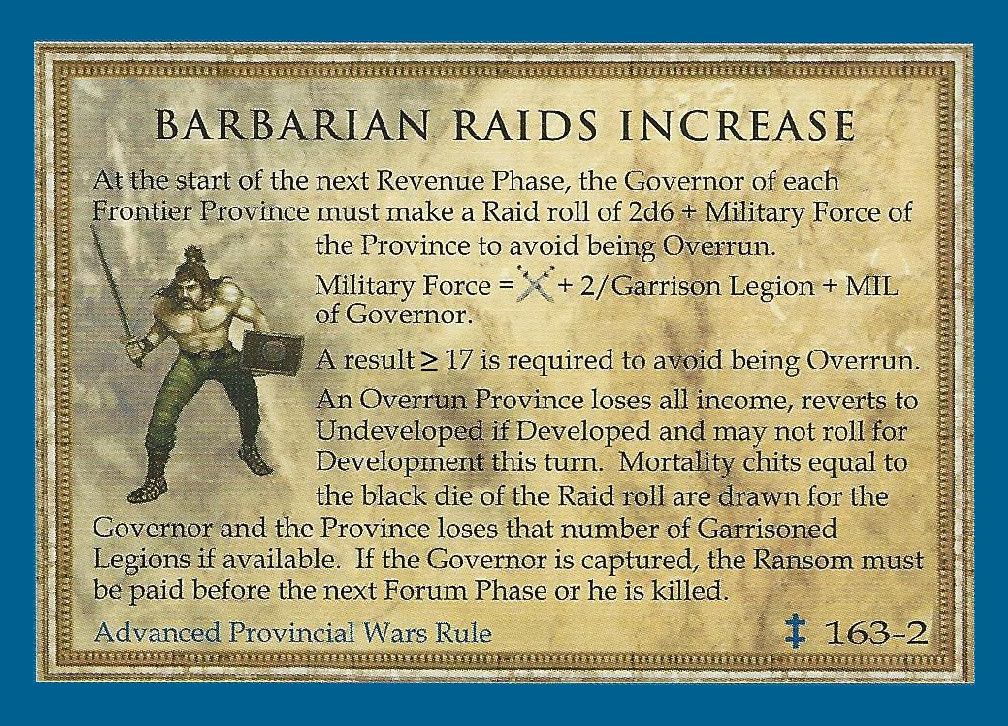 BARBARIAN RAIDS INCREASE
At the start of the next Revenue Phase, the Governor of each
Frontier Province must make a Raid roll of 2d6 + Military Force of
the Province to avoid being Overrun.
Military Force = + 2/Garrison Legion + MIL
of Governor.
A result ≥ 17 is required to avoid being Overrun.
An Overrun Province loses all income, reverts to
Undeveloped if Developed and may not roll for
Development this turn. Mortality chits equal to
the black die of the Raid roll are drawn for the
Governor and the Province loses that number of Garrisoned
Legions if available. If the Governor is captured, the Ransom must
be paid before the next Forum Phase or he is killed.
Advanced Provincial Wars Rule
‡ 163-2